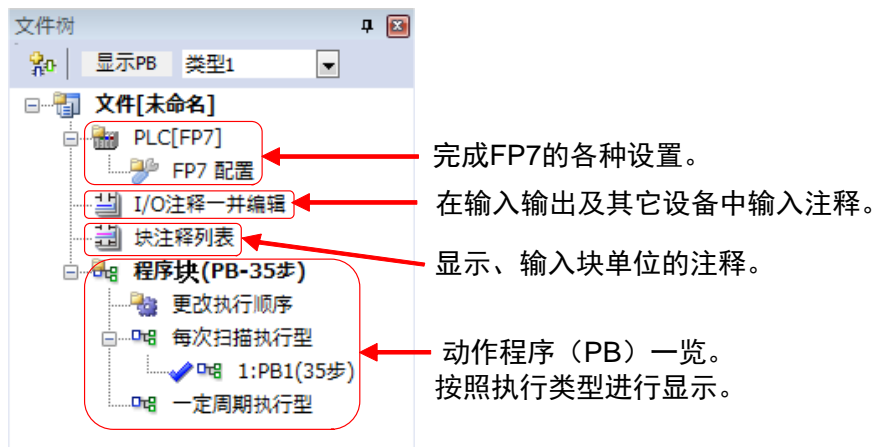 文件树
显示PB 类型1
文件[未命名]
PLC[FP7]
FP7 配置
完成FP7的各种设置。
I/O注释一并编辑
在输入输出及其它设备中输入注释。
块注释列表
显示、输入块单位的注释。
程序块(PB-35步)
更改执行顺序
每次扫描执行型
1:PB1(35步)
一定周期执行型
动作程序（PB）一览。
按照执行类型进行显示。